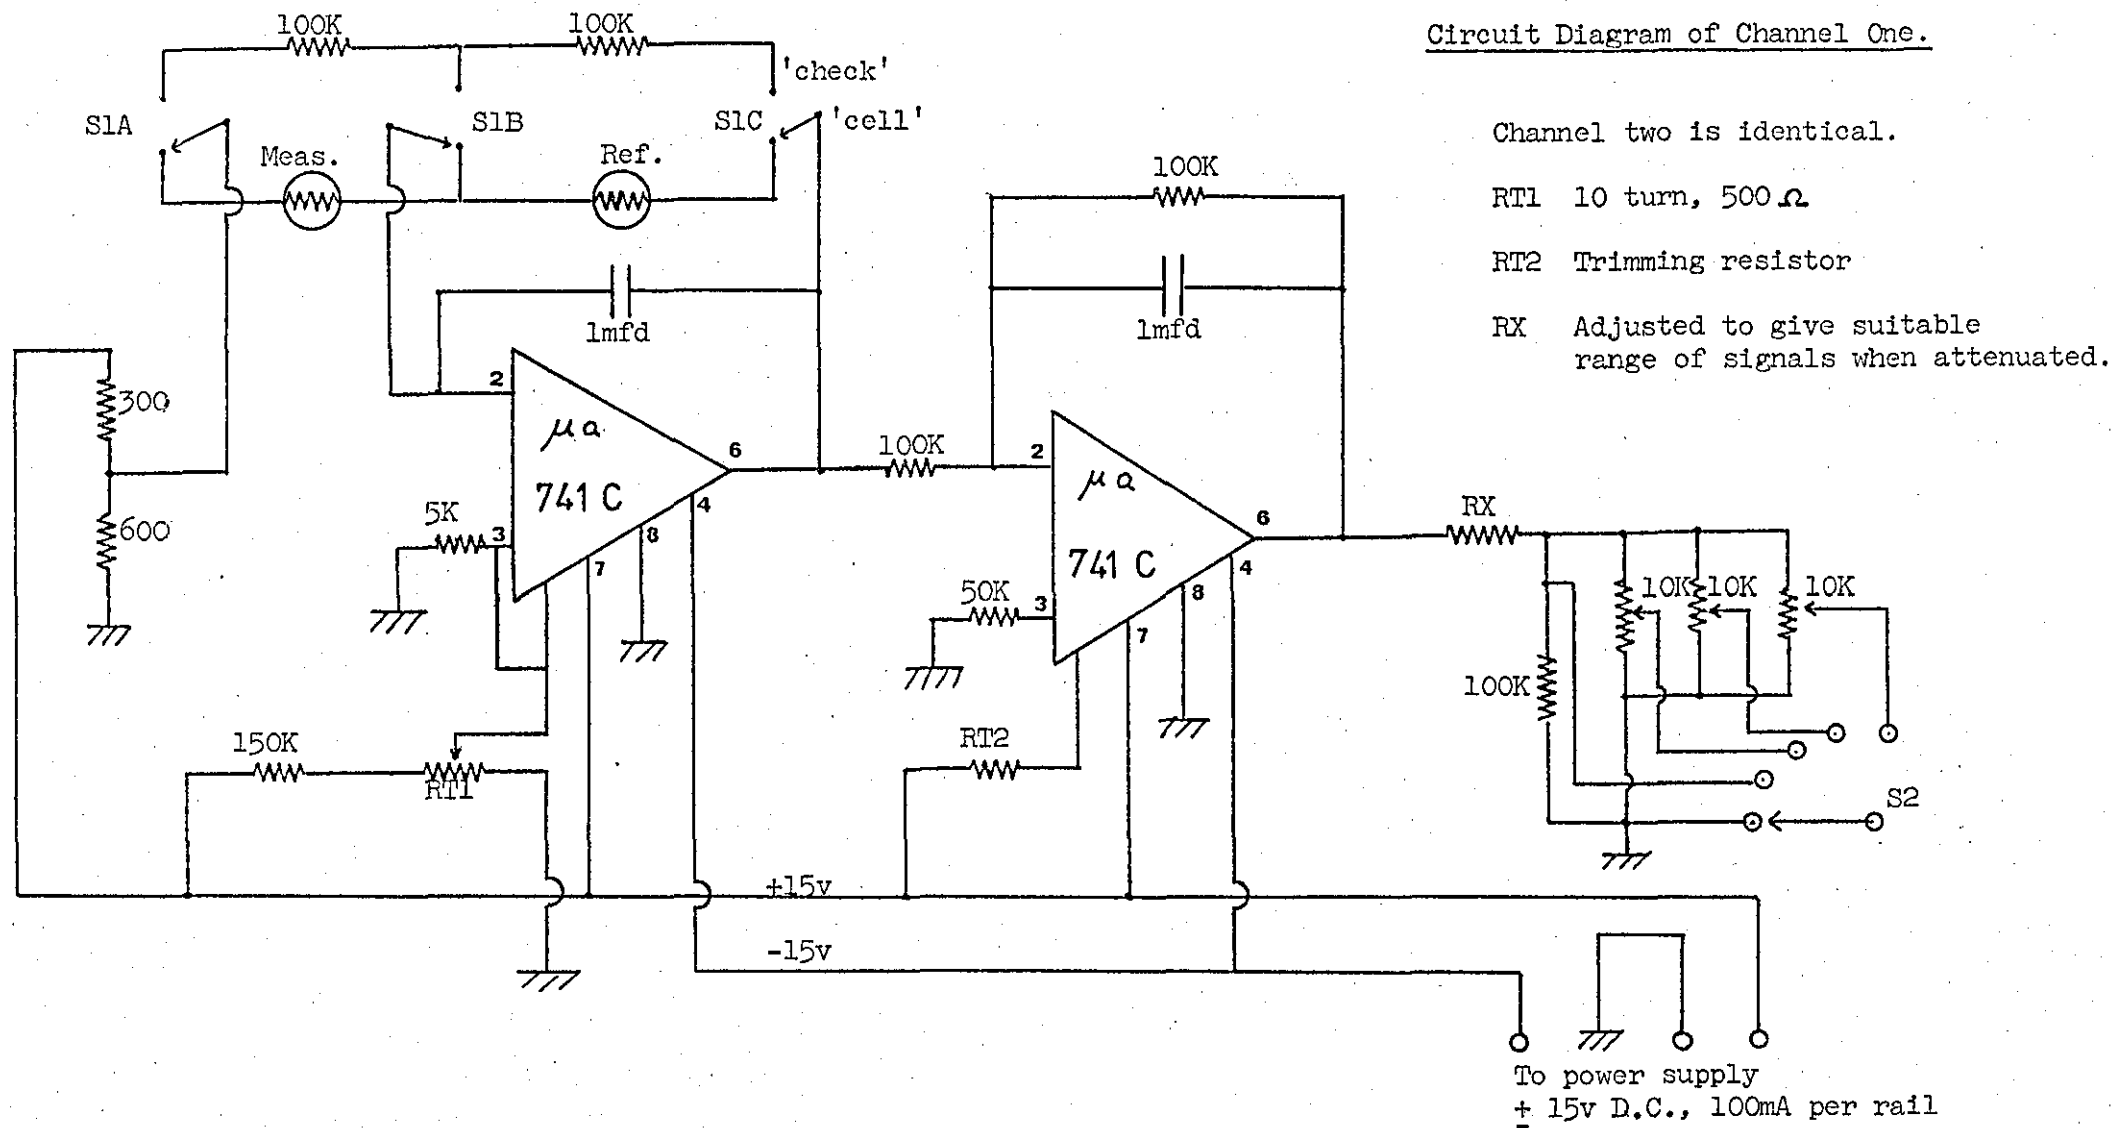 Circuit Diagram of Channel One.
Channel two is identical.
RT1 10 turn, 500Ω
RT2 Trimming resistor
RX Adjusted to give suitable
range of signals when attenuated.
100K
100K
'check'
S1A
S1B
S1C
'cell'
Meas.
Ref.
100K
1mfd
1mfd
300
600
2
μa
741 C
6
4
8
7
3
5K
100K
2
μa
741 C
6
4
8
7
3
50K
RX
10K
10K
10K
100K
S2
150K
RT1
RT2
+15v
-15v
To power supply
± 15v D.C., 100mA per rail